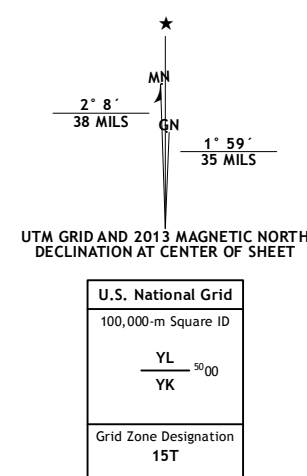 ★
MN
2° 8´
38 MILS
GN
1° 59´
35 MILS
UTM GRID AND 2013 MAGNETIC NORTH
DECLINATION AT CENTER OF SHEET
U.S. National Grid
100,000-m Square ID
YL
5000
YK
Grid Zone Designation
15T